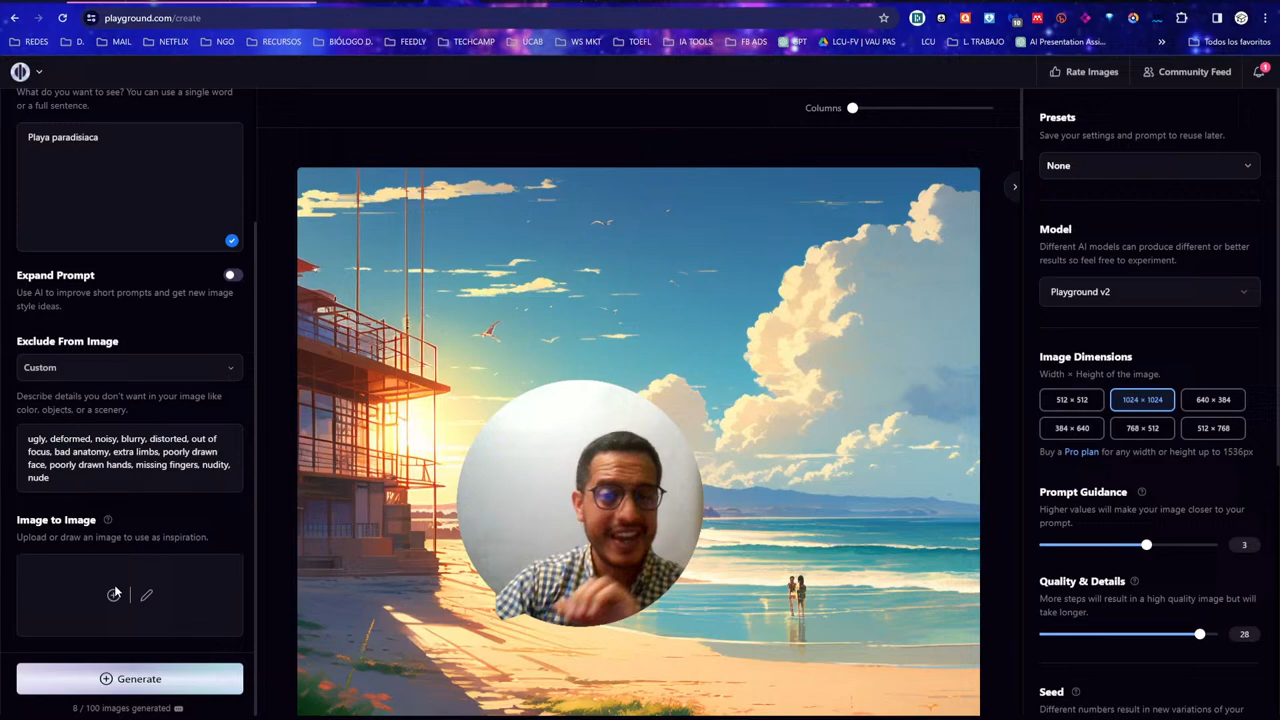 playground.com/create
REDES
D.
MAIL
NETFLIX
NGO
RECURSOS
BIÓLOGO D.
FEEDLY
TECHCAMP
UCAB
WS MKT
TOEFL
IA TOOLS
FB ADS
LCU-FV | VAU PAS
LCU
L. TRABAJO
AI Presentation Assi...
»
Todos los favoritos
Rate Images
Community Feed
1
What do you want to see? You can use a single word
or a full sentence.
Playa paradisiaca
Expand Prompt
Use AI to improve short prompts and get new image
style ideas.
Exclude From Image
Custom
Describe details you don't want in your image like
color, objects, or a scenery.
ugly, deformed, noisy, blurry, distorted, out of
focus, bad anatomy, extra limbs, poorly drawn
face, poorly drawn hands, missing fingers, nudity,
nude
Image to Image
Upload or draw an image to use as inspiration.
Generate
8 / 100 images generated
Columns
Presets
Save your settings and prompt to reuse later.
None
Model
Different AI models can produce different or better
results so feel free to experiment.
Playground v2
Image Dimensions
Width × Height of the image.
512 × 512
1024 × 1024
640 × 384
384 × 640
768 × 512
512 × 768
Buy a Pro plan for any width or height up to 1536px
Prompt Guidance
Higher values will make your image closer to your
prompt.
3
Quality & Details
More steps will result in a high quality image but will
take longer.
28
Seed
Different numbers result in new variations of your